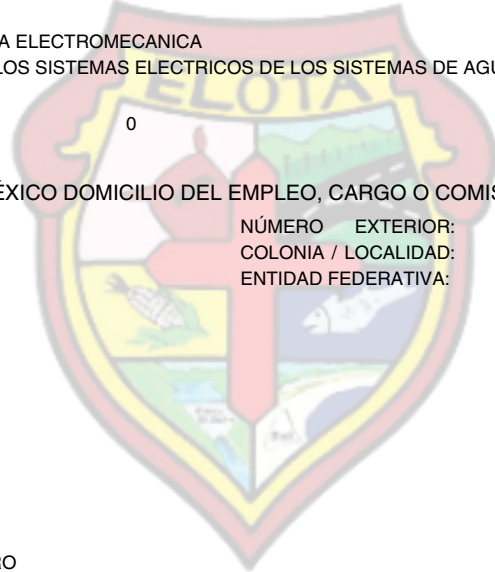 A ELECTROMECANICA
LOS SISTEMAS ELECTRICOS DE LOS SISTEMAS DE AGU
ELOTA
0
ÉXICO DOMICILIO DEL EMPLEO, CARGO O COMIS
NÚMERO EXTERIOR:
COLONIA / LOCALIDAD:
ENTIDAD FEDERATIVA:
RO